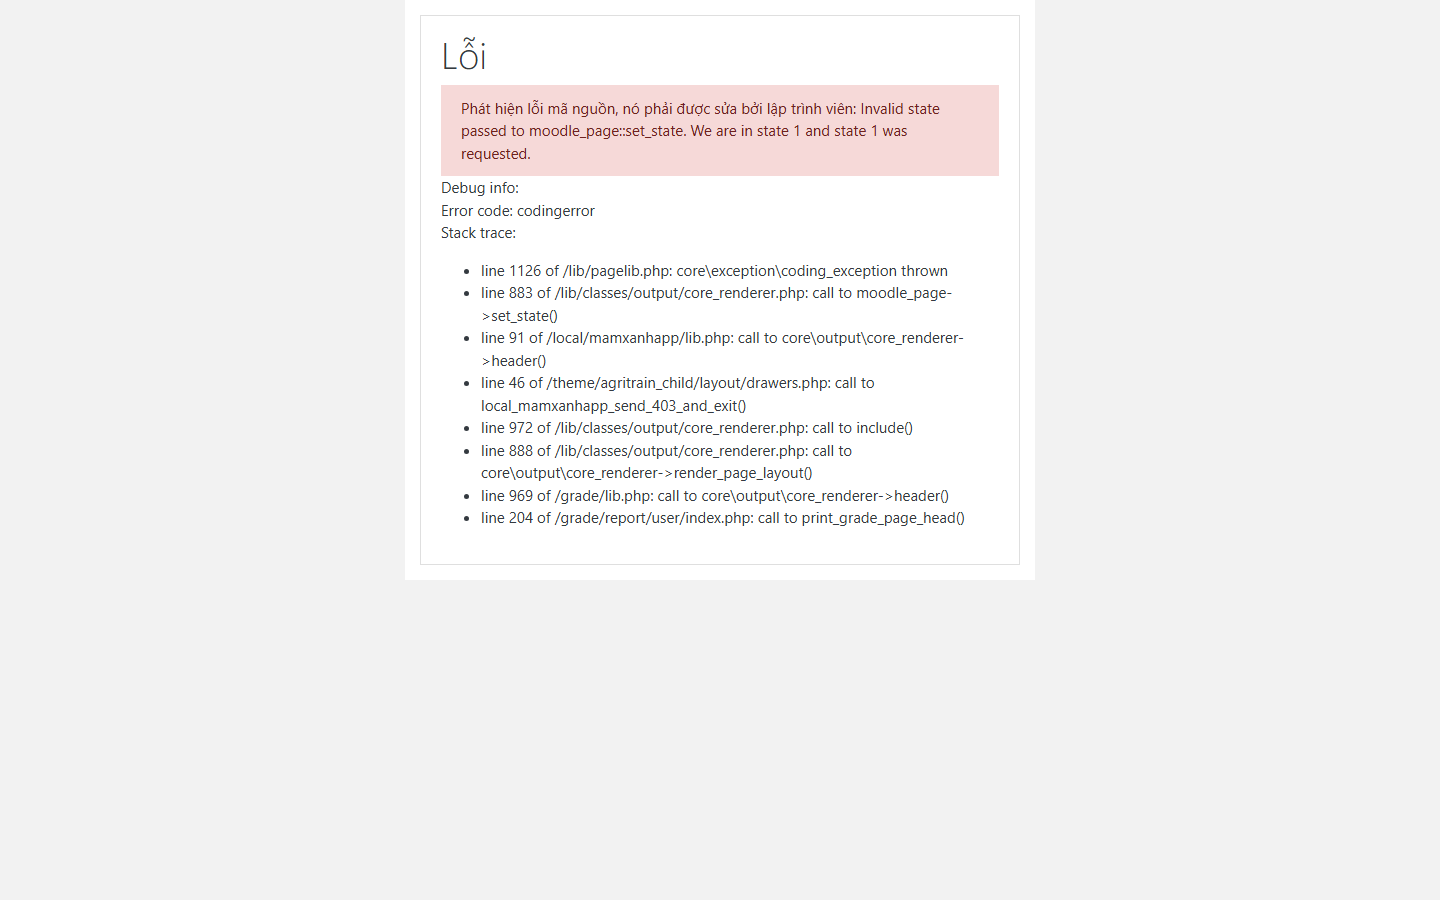 Lỗi
Phát hiện lỗi mã nguồn, nó phải được sửa bởi lập trình viên: Invalid state
passed to moodle_page::set_state. We are in state 1 and state 1 was
requested.
Debug info:
Error code: codingerror
Stack trace:
• line 1126 of /lib/pagelib.php: core\exception\coding_exception thrown
• line 883 of /lib/classes/output/core_renderer.php: call to moodle_page-
>set_state()
• line 91 of /local/mamxanhapp/lib.php: call to core\output\core_renderer-
>header()
• line 46 of /theme/agritrain_child/layout/drawers.php: call to
local_mamxanhapp_send_403_and_exit()
• line 972 of /lib/classes/output/core_renderer.php: call to include()
• line 888 of /lib/classes/output/core_renderer.php: call to
core\output\core_renderer->render_page_layout()
• line 969 of /grade/lib.php: call to core\output\core_renderer->header()
• line 204 of /grade/report/user/index.php: call to print_grade_page_head()